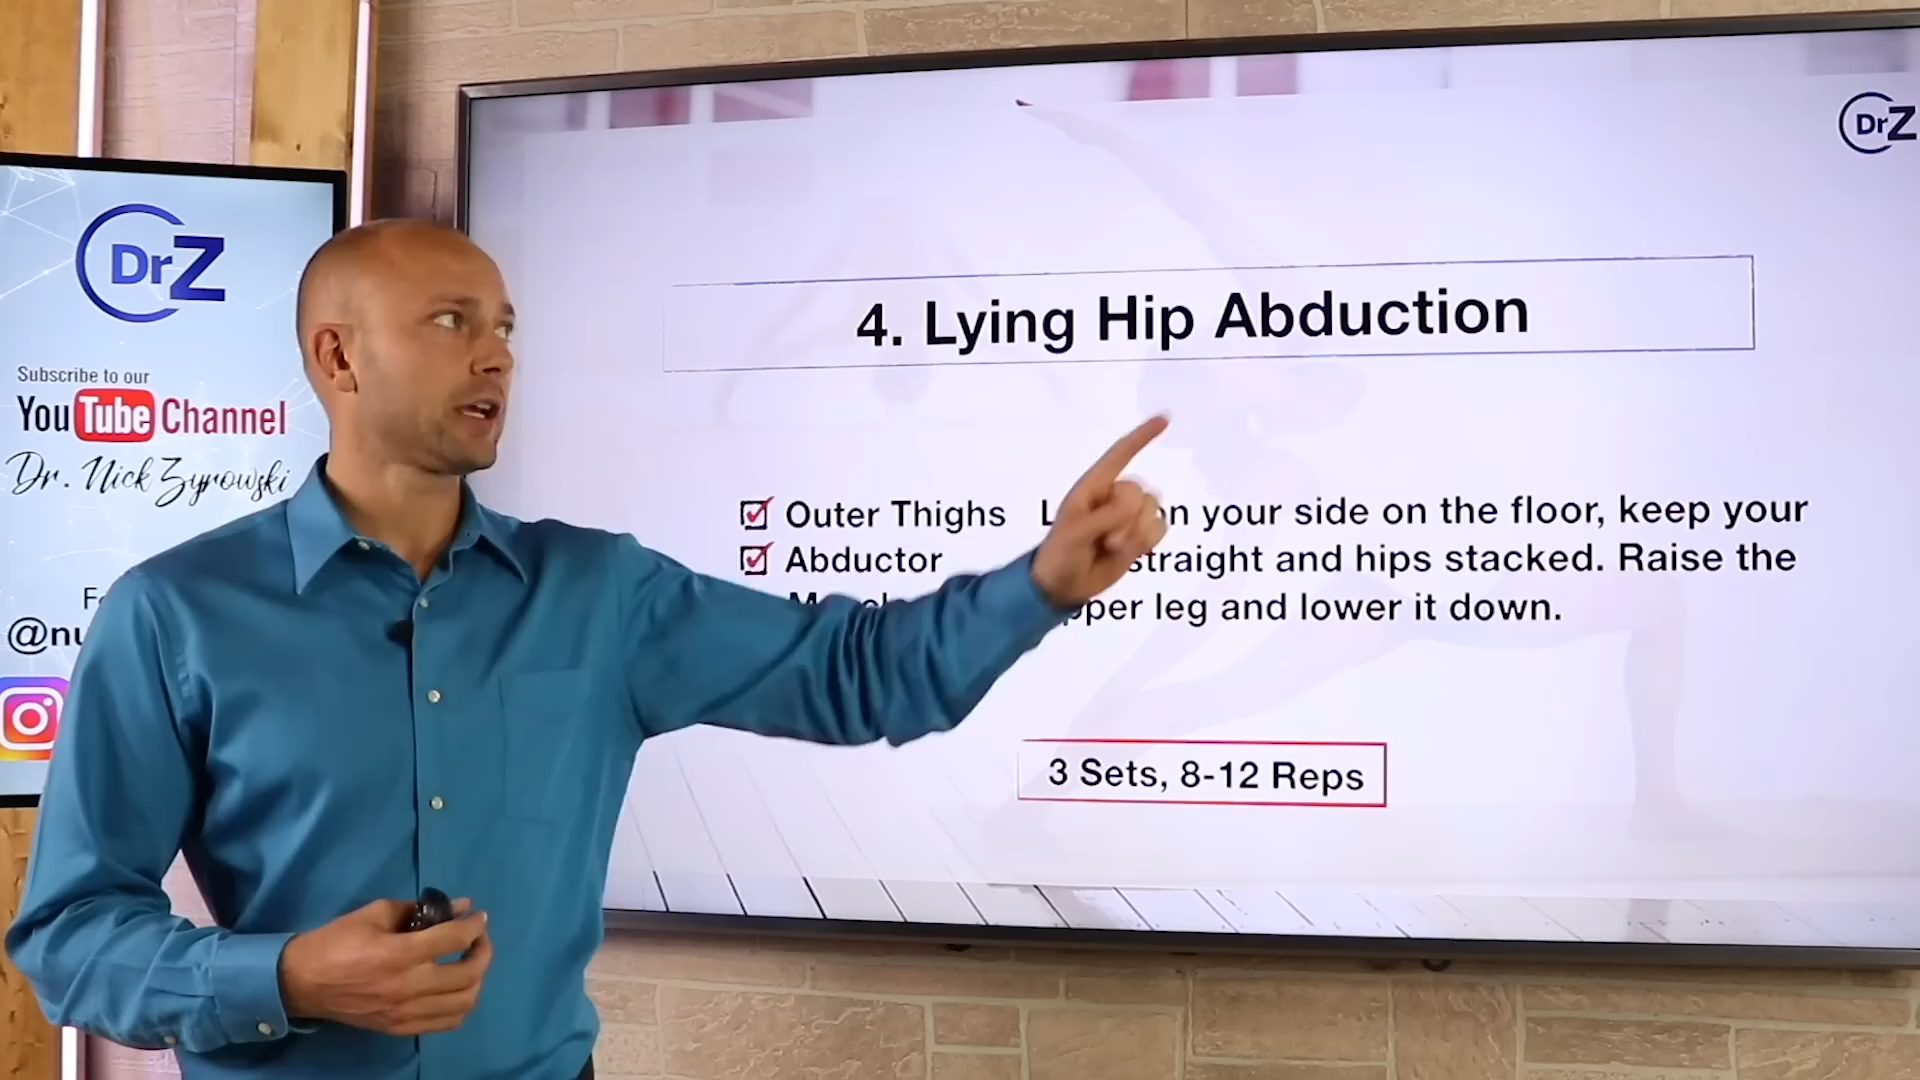 DrZ
Subscribe to our
YouTube Channel
Dr. Nick Zyrowski
DrZ
4. Lying Hip Abduction
Outer Thighs
Abductor
on your side on the floor, keep your
straight and hips stacked. Raise the
leg and lower it down.
3 Sets, 8-12 Reps